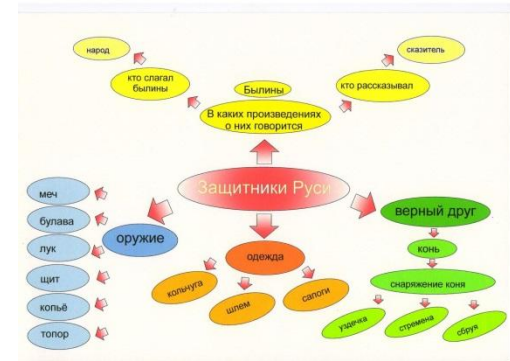 народ
сказитель
кто слагал
былины
Былины
кто рассказывал
В каких произведениях
о них говорится
Защитники Руси
меч
булава
лук
щит
копьё
топор
оружие
одежда
кольчуга
шлем
сапоги
верный друг
конь
снаряжение коня
уздечка
стремена
сбруя